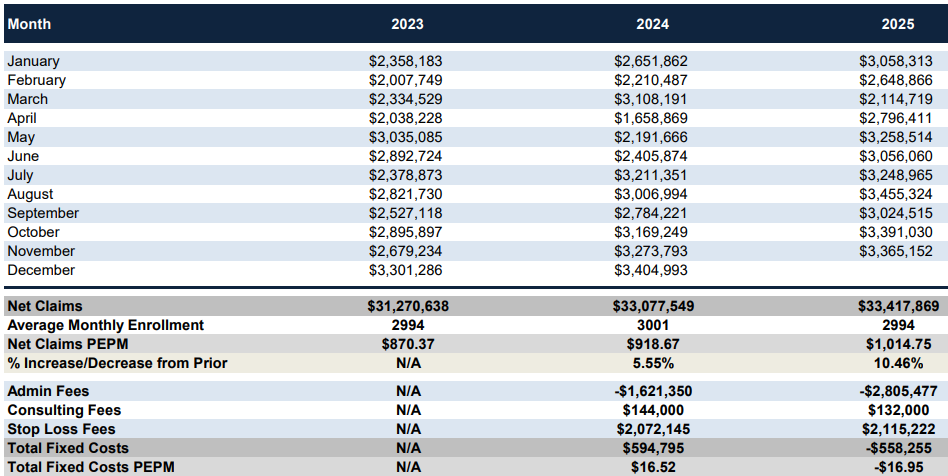 Month 2023 2024 2025
January $2,358,183 $2,651,862 $3,058,313
February $2,007,749 $2,210,487 $2,648,866
March $2,334,529 $3,108,191 $2,114,719
April $2,038,228 $1,658,869 $2,796,411
May $3,035,085 $2,191,666 $3,258,514
June $2,892,724 $2,405,874 $3,056,060
July $2,378,873 $3,211,351 $3,248,965
August $2,821,730 $3,006,994 $3,455,324
September $2,527,118 $2,784,221 $3,024,515
October $2,895,897 $3,169,249 $3,391,030
November $2,679,234 $3,273,793 $3,365,152
December $3,301,286 $3,404,993
Net Claims $31,270,638 $33,077,549 $33,417,869
Average Monthly Enrollment 2994 3001 2994
Net Claims PEPM $870.37 $918.67 $1,014.75
% Increase/Decrease from Prior N/A 5.55% 10.46%
Admin Fees N/A -$1,621,350 -$2,805,477
Consulting Fees N/A $144,000 $132,000
Stop Loss Fees N/A $2,072,145 $2,115,222
Total Fixed Costs N/A $594,795 -$558,255
Total Fixed Costs PEPM N/A $16.52 -$16.95